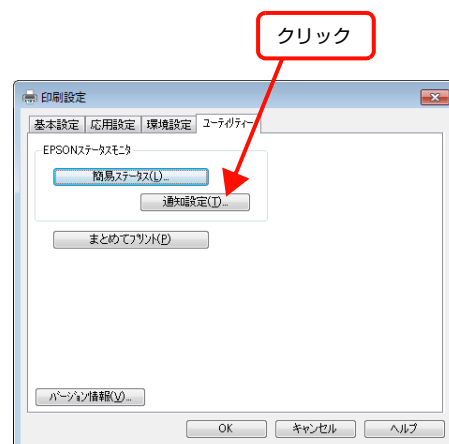 クリック
印刷設定
基本設定 応用設定 環境設定 ユーティリティー
EPSONステータスモニタ
簡易ステータス(L)...
通知設定(T)...
まとめてプリント(P)
バージョン情報(V)...
OK キャンセル ヘルプ